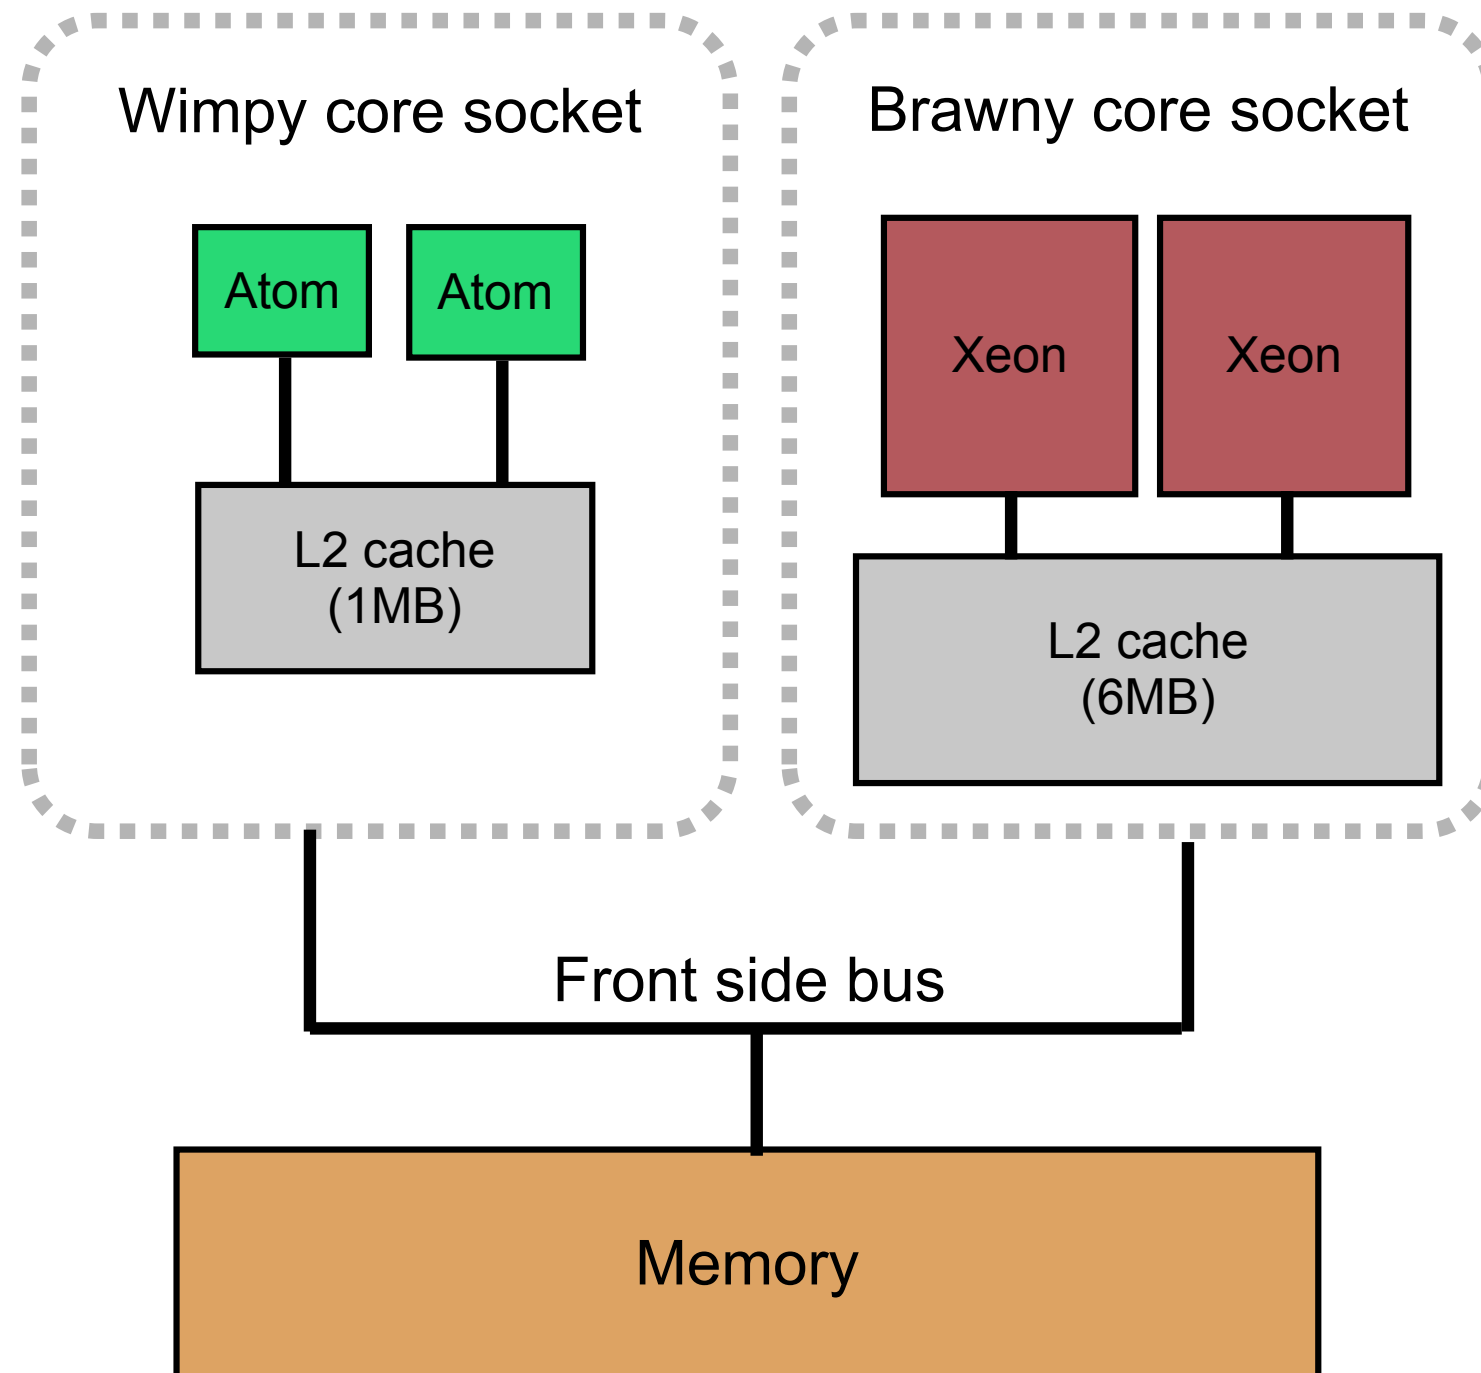 Wimpy core socket
Brawny core socket
Atom
Atom
Xeon
Xeon
L2 cache
(1MB)
L2 cache
(6MB)
Front side bus
Memory